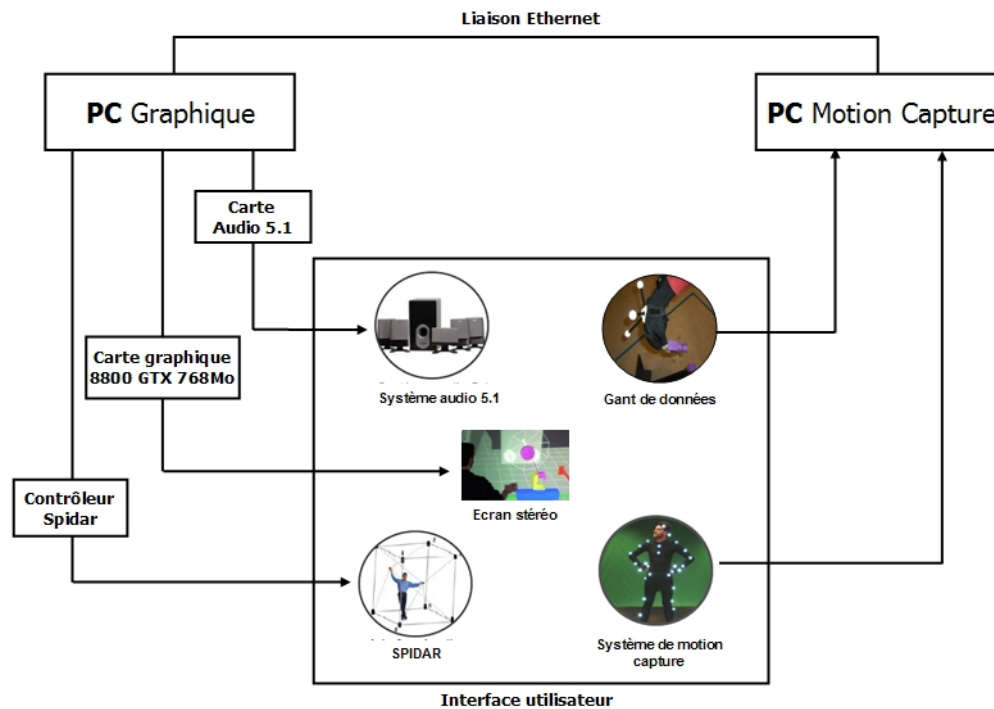 Liaison Ethernet
PC Graphique
PC Motion Capture
Carte
Audio 5.1
Carte graphique
8800 GTX 768Mo
Contrôleur
Spidar
Système audio 5.1
Gant de données
Ecran stéréo
SPIDAR
Système de motion
capture
Interface utilisateur